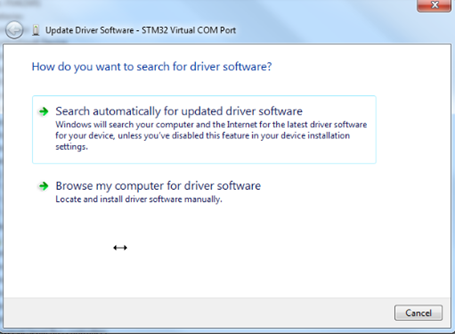 Update Driver Software - STM32 Virtual COM Port
How do you want to search for driver software?
Search automatically for updated driver software
Windows will search your computer and the Internet for the latest driver software
for your device, unless you've disabled this feature in your device installation
settings.
Browse my computer for driver software
Locate and install driver software manually.
Cancel